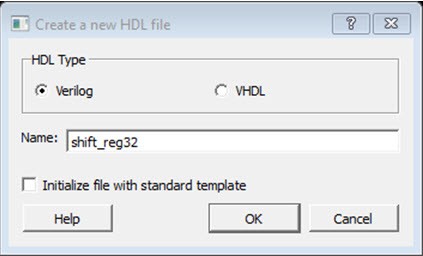 Create a new HDL file
HDL Type
Verilog VHDL
Name: shift_reg32
Initialize file with standard template
Help OK Cancel